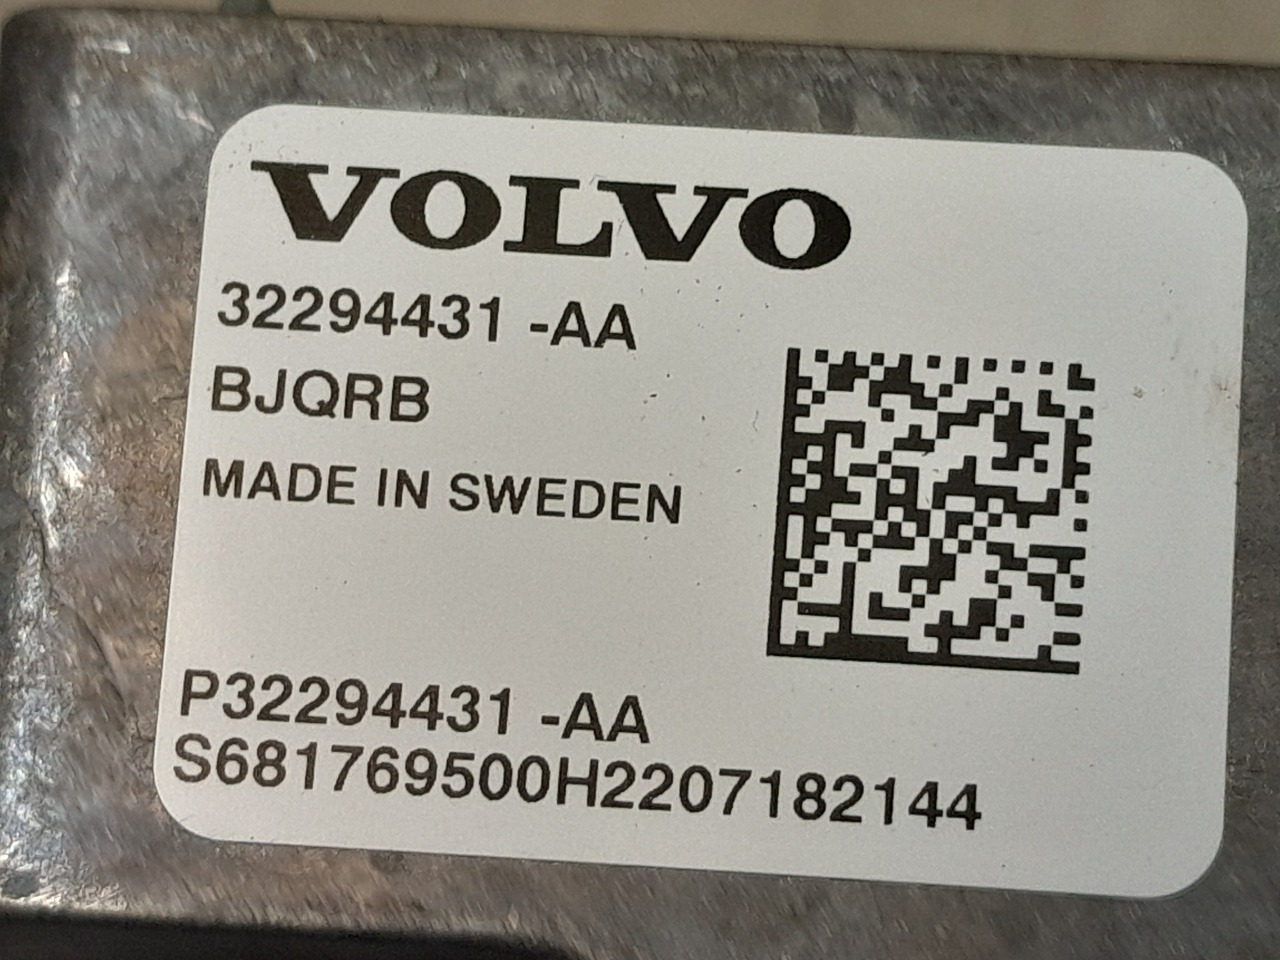 VOLVO
32294431 -AA
BJQRB
MADE IN SWEDEN
P32294431 -AA
S681769500H2207182144